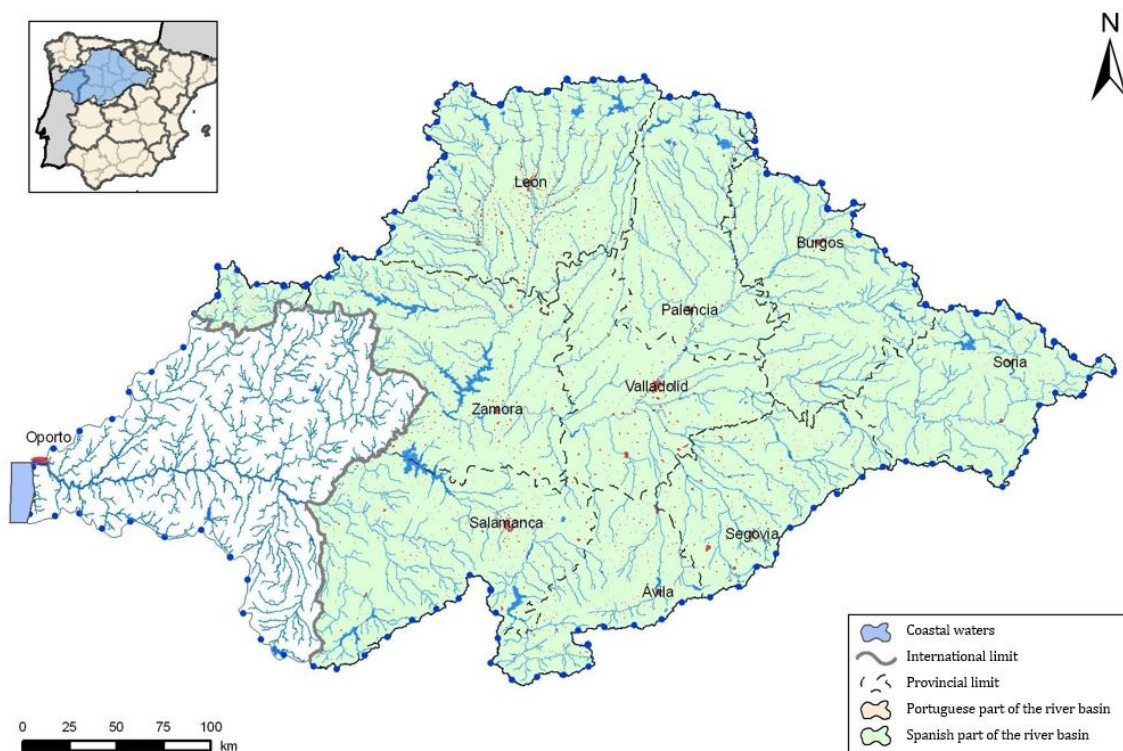 N
León
Burgos
Palencia
Soria
Valladolid
Zamora
Oporto
Salamanca
Segovia
Ávila
Coastal waters
International limit
Provincial limit
Portuguese part of the river basin
Spanish part of the river basin
0 25 50 75 100
km